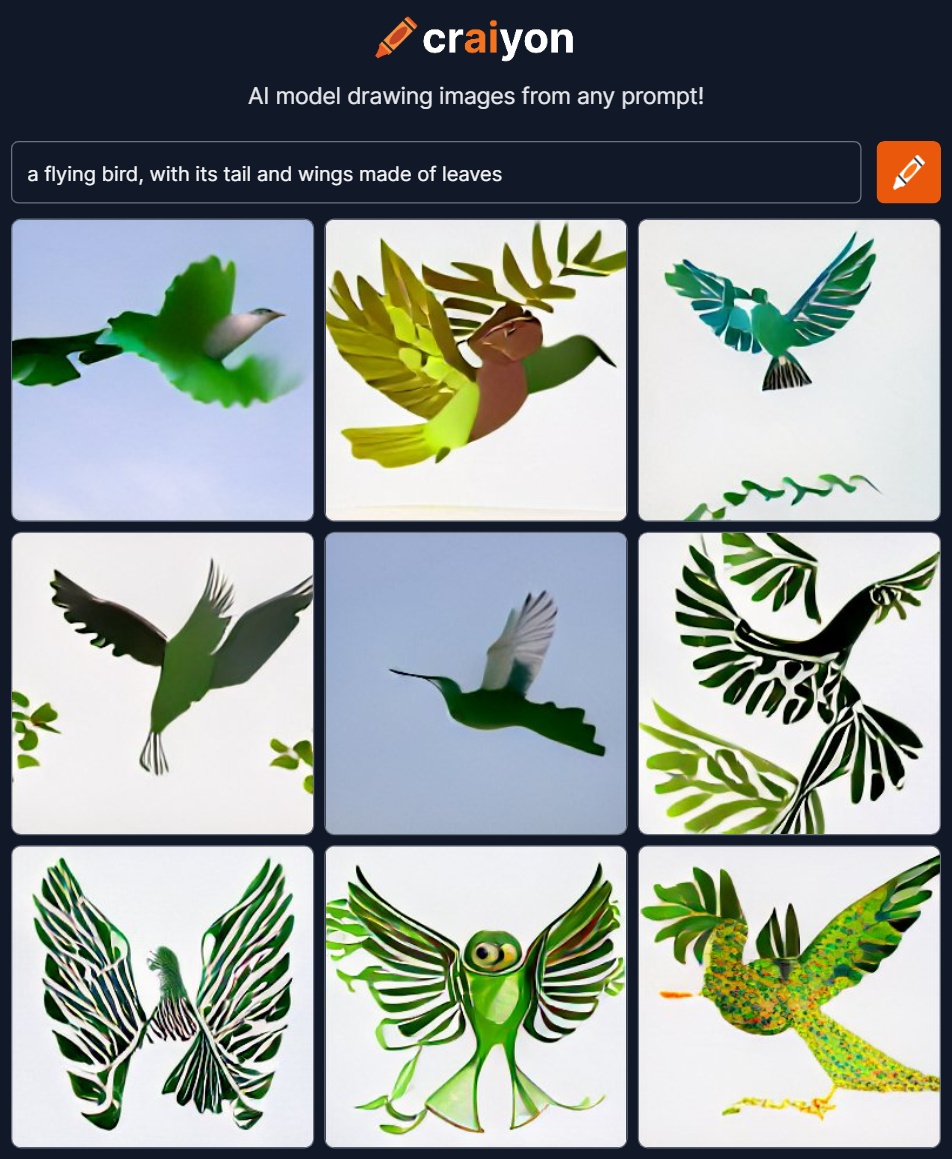 craiyon
AI model drawing images from any prompt!
a flying bird, with its tail and wings made of leaves